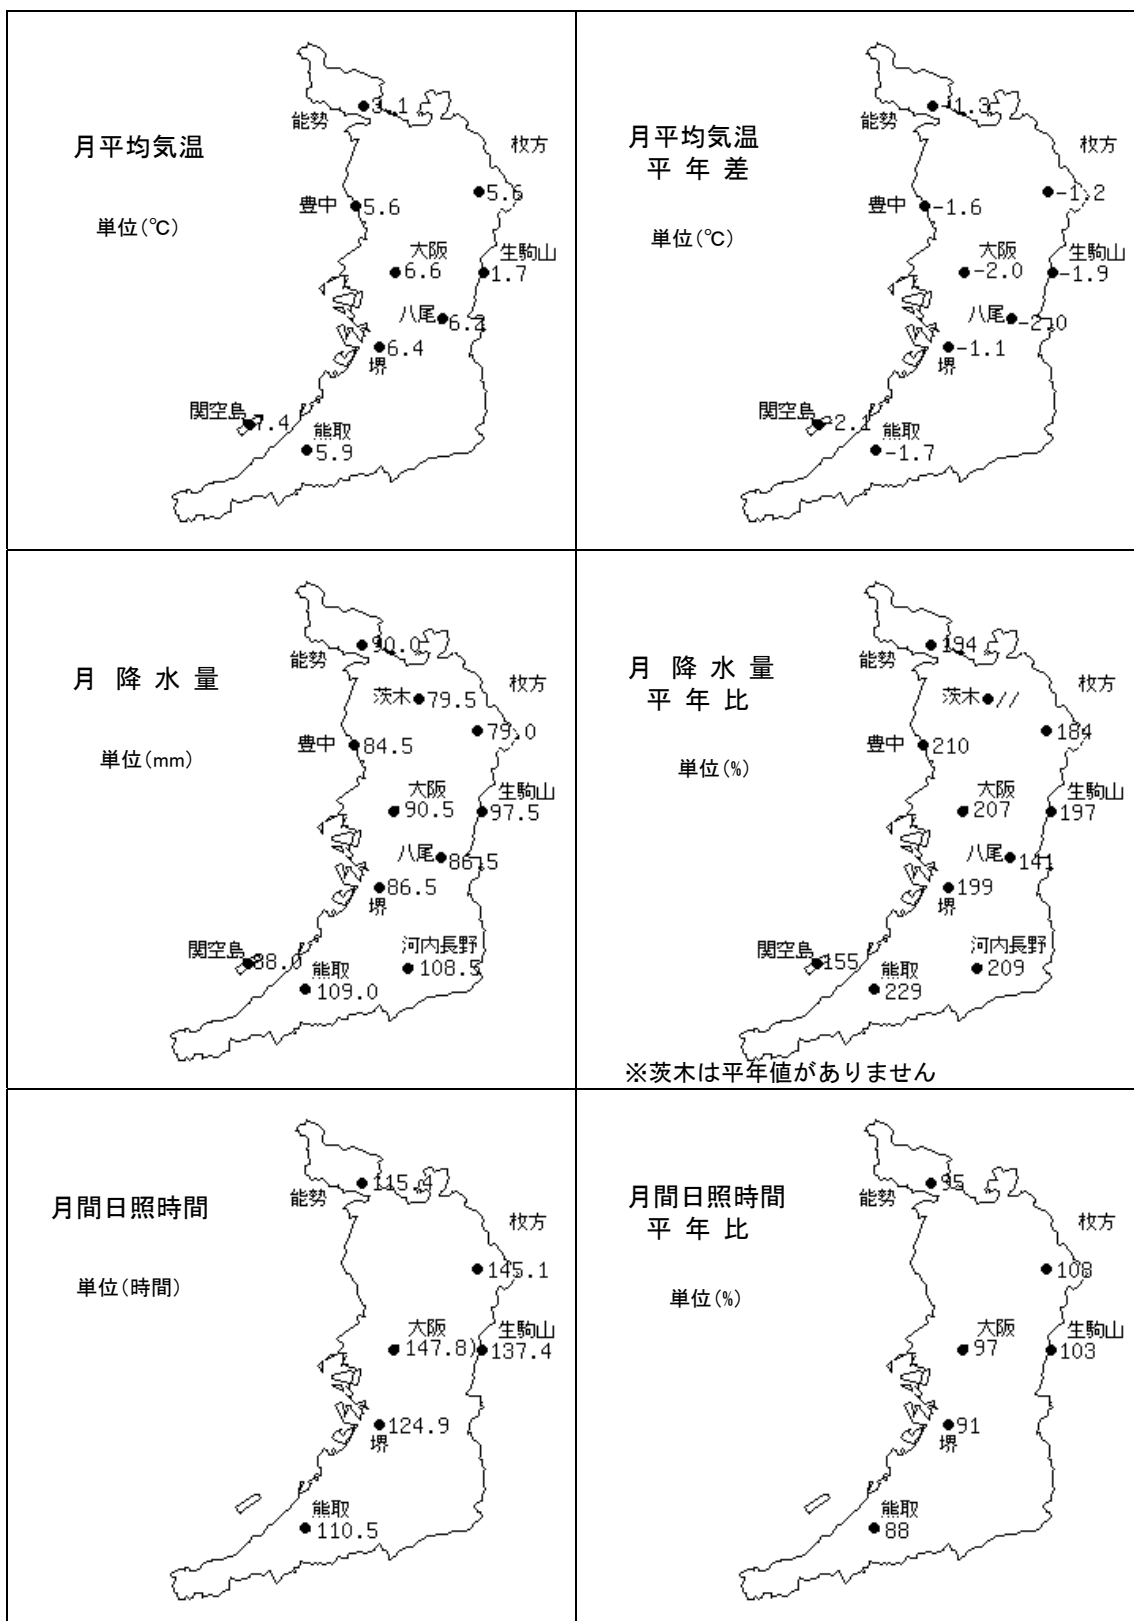 月平均気温
単位(℃)
能勢
3.1
枚方
5.6
豊中
5.6
大阪
6.6
生駒山
1.7
八尾
6.2
6.4
堺
関空島
7.4
熊取
5.9
月平均気温
平 年 差
単位(℃)
能勢
-1.3
枚方
-1.2
豊中
-1.6
大阪
-2.0
生駒山
-1.9
八尾
-2.0
-1.1
堺
関空島
-2.1
熊取
-1.7
月 降 水 量
単位(mm)
能勢
90.0
枚方
茨木
79.5
79.0
豊中
84.5
大阪
90.5
生駒山
97.5
八尾
86.5
86.5
堺
関空島
88.0
河内長野
108.5
熊取
109.0
月 降 水 量
平 年 比
単位(%)
能勢
194
枚方
茨木
//
184
豊中
210
大阪
207
生駒山
197
八尾
141
199
堺
関空島
155
河内長野
209
熊取
229
※茨木は平年値がありません
月間日照時間
単位(時間)
能勢
115.4
枚方
145.1
大阪
147.8)
生駒山
137.4
124.9
堺
熊取
110.5
月間日照時間
平 年 比
単位(%)
能勢
95
枚方
108
大阪
97
生駒山
103
91
堺
熊取
88